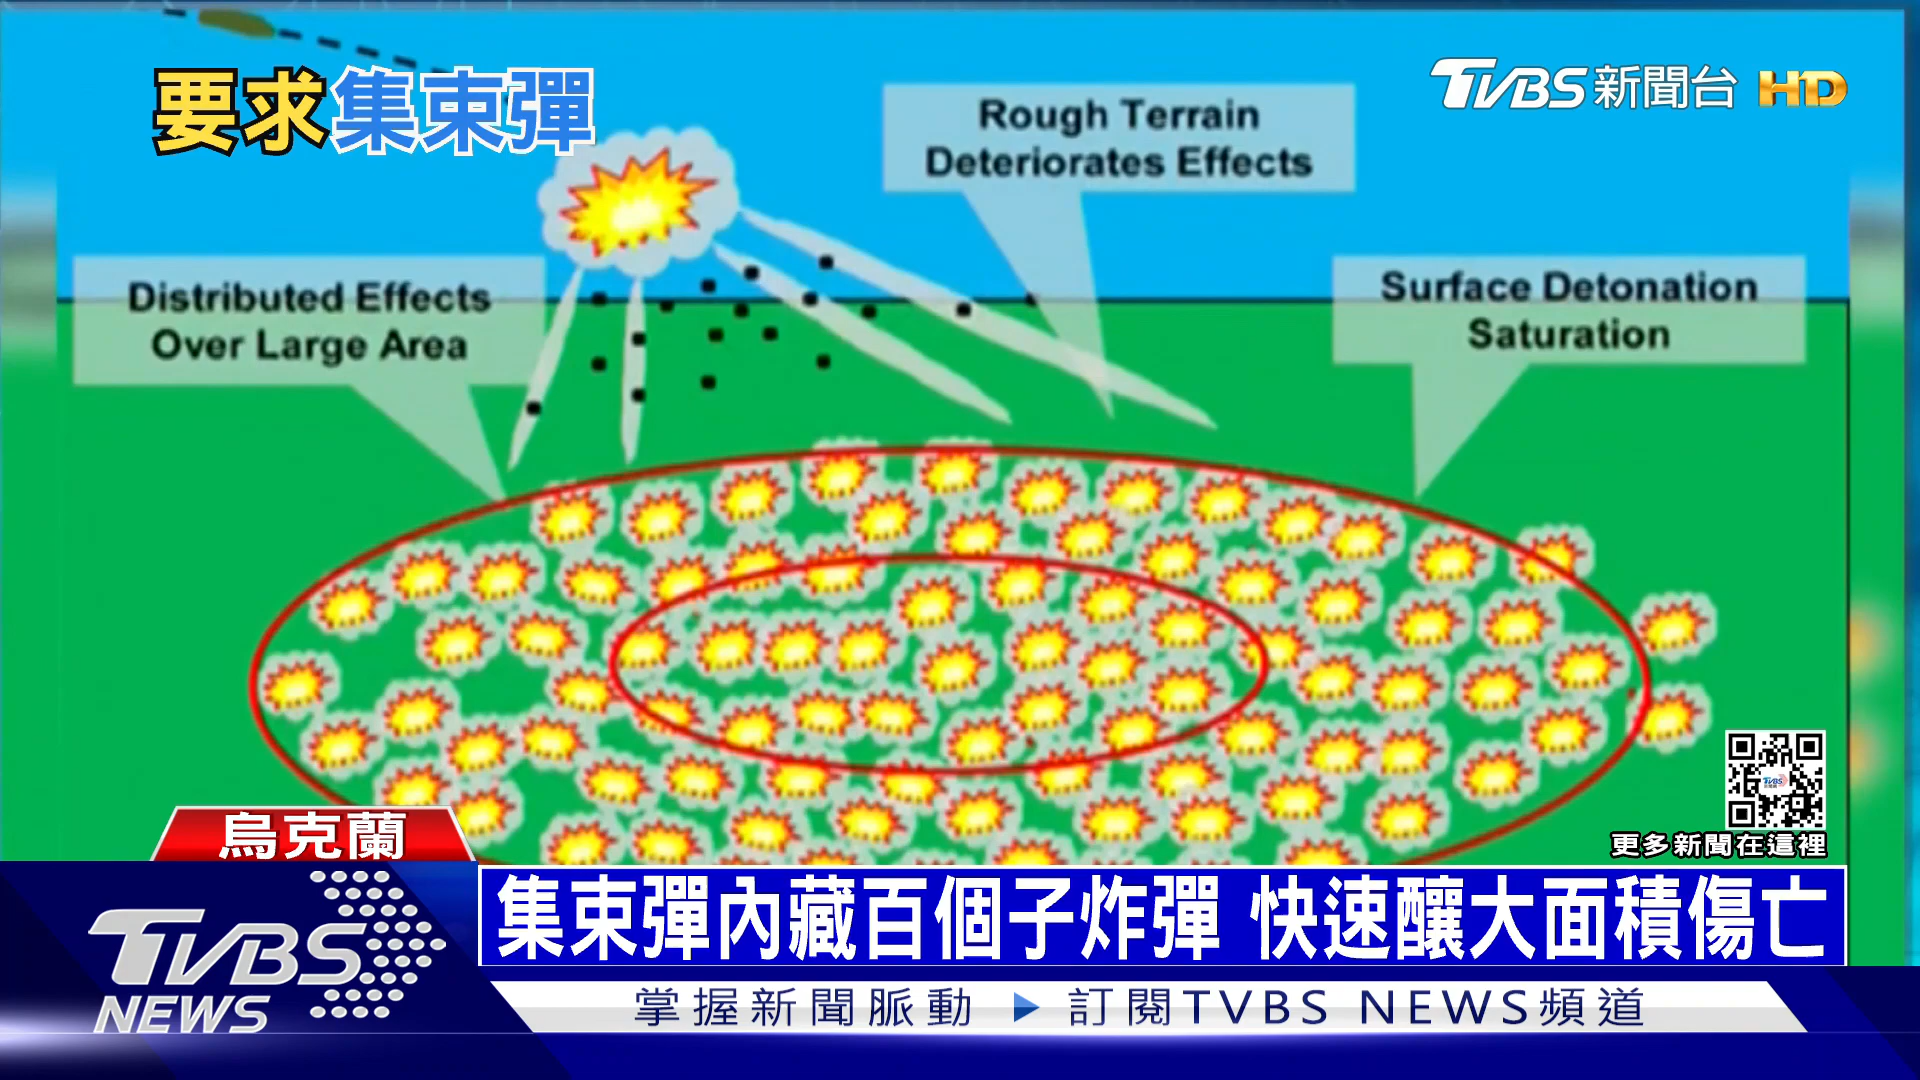 要求集束彈
TVBS新聞台 HD
Rough Terrain
Deteriorates Effects
Distributed Effects
Over Large Area
Surface Detonation
Saturation
TVBS
更多新聞在這裡
烏克蘭
集束彈內藏百個子炸彈 快速釀大面積傷亡
TVBS
NEWS
掌握新聞脈動 ▶ 訂閱TVBS NEWS頻道